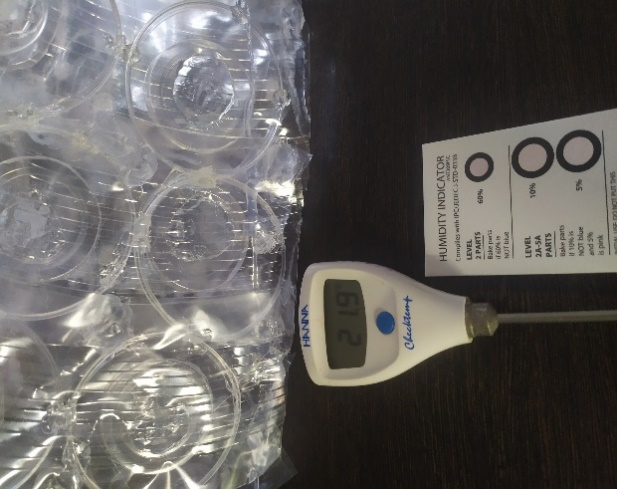 HUMIDITY INDICATOR
Complies with IPC/JEDEC J-STD-033B
LEVEL
2 PARTS
Bake parts
if 60% is
NOT blue
60%
LEVEL
2A-5A
PARTS
Bake parts
if 10% is
NOT blue
and 5%
is pink
10%
5%
HANNA
21.9
Checktemp